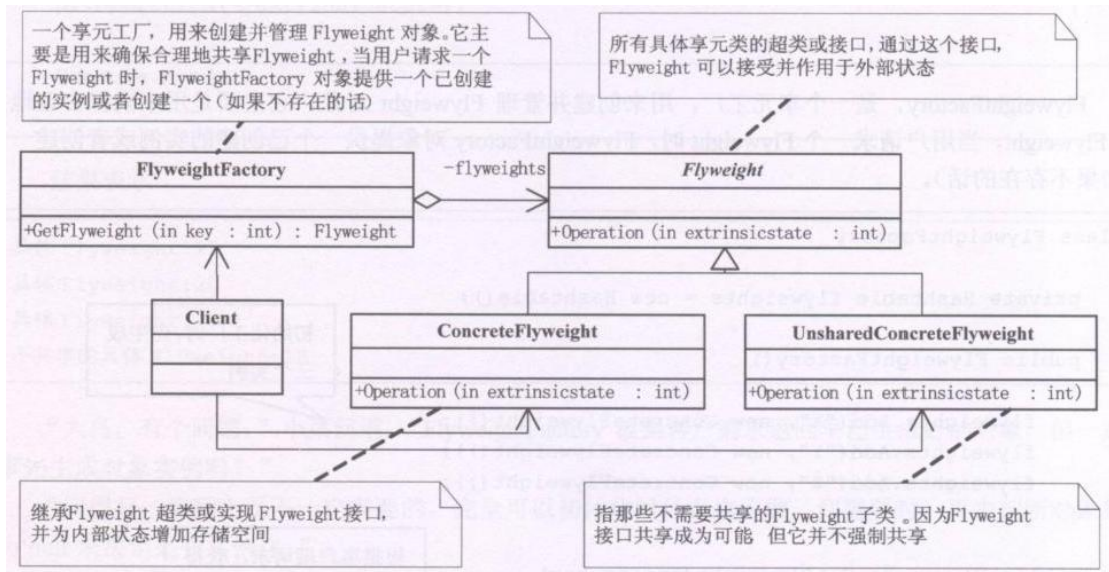 一个享元工厂，用来创建并管理 Flyweight 对象。它主
要是用来确保合理地共享Flyweight，当用户请求一个
Flyweight 时，FlyweightFactory 对象提供一个已创建
的实例或者创建一个（如果不存在的话）
所有具体享元类的超类或接口，通过这个接口，
Flyweight 可以接受并作用于外部状态
FlyweightFactory
+GetFlyweight (in key : int) : Flyweight
-flyweights
Flyweight
+Operation (in extrinsicstate : int)
Client
ConcreteFlyweight
+Operation (in extrinsicstate : int)
UnsharedConcreteFlyweight
+Operation (in extrinsicstate : int)
继承Flyweight 超类或实现Flyweight接口，
并为内部状态增加存储空间
指那些不需要共享的Flyweight子类。因为Flyweight
接口共享成为可能 但它并不强制共享